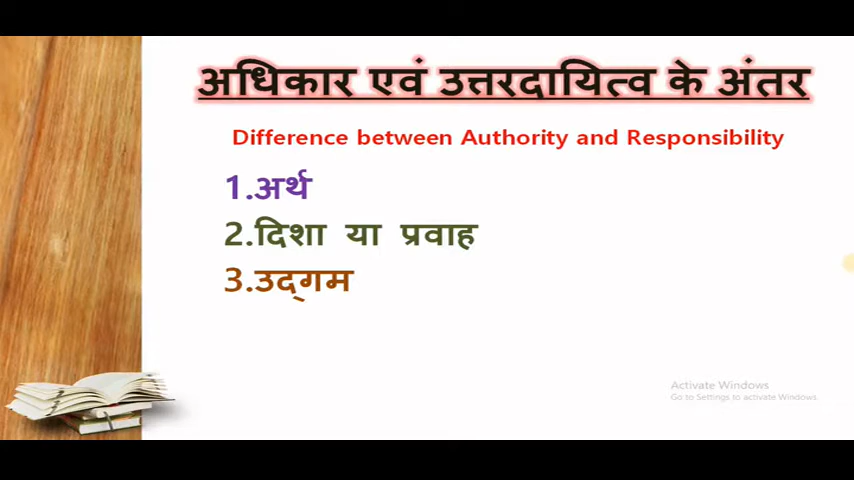 अधिकार एवं उत्तरदायित्व के अंतर
Difference between Authority and Responsibility
1.अर्थ
2.दिशा या प्रवाह
3.उद्‌गम
Activate Windows
Go to Settings to activate Windows.